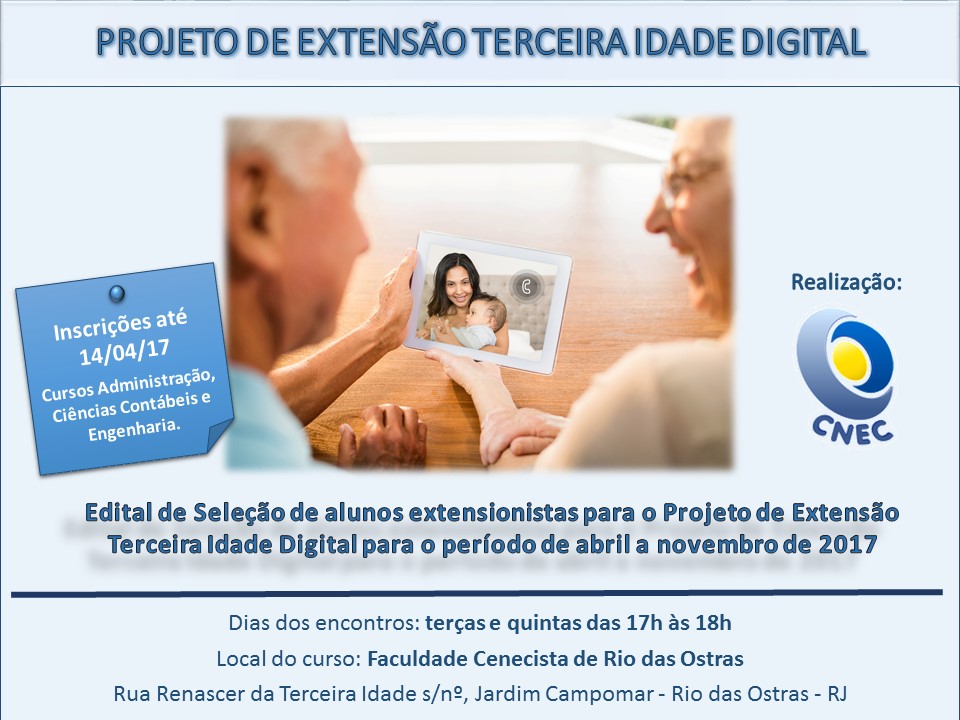 PROJETO DE EXTENSÃO TERCEIRA IDADE DIGITAL
Inscrições até
14/04/17
Cursos Administração,
Ciências Contábeis e
Engenharia.
Realização:
CNEC
Edital de Seleção de alunos extensionistas para o Projeto de Extensão
Terceira Idade Digital para o período de abril a novembro de 2017
Dias dos encontros: terças e quintas das 17h às 18h
Local do curso: Faculdade Cenecista de Rio das Ostras
Rua Renascer da Terceira Idade s/nº, Jardim Campomar - Rio das Ostras - RJ